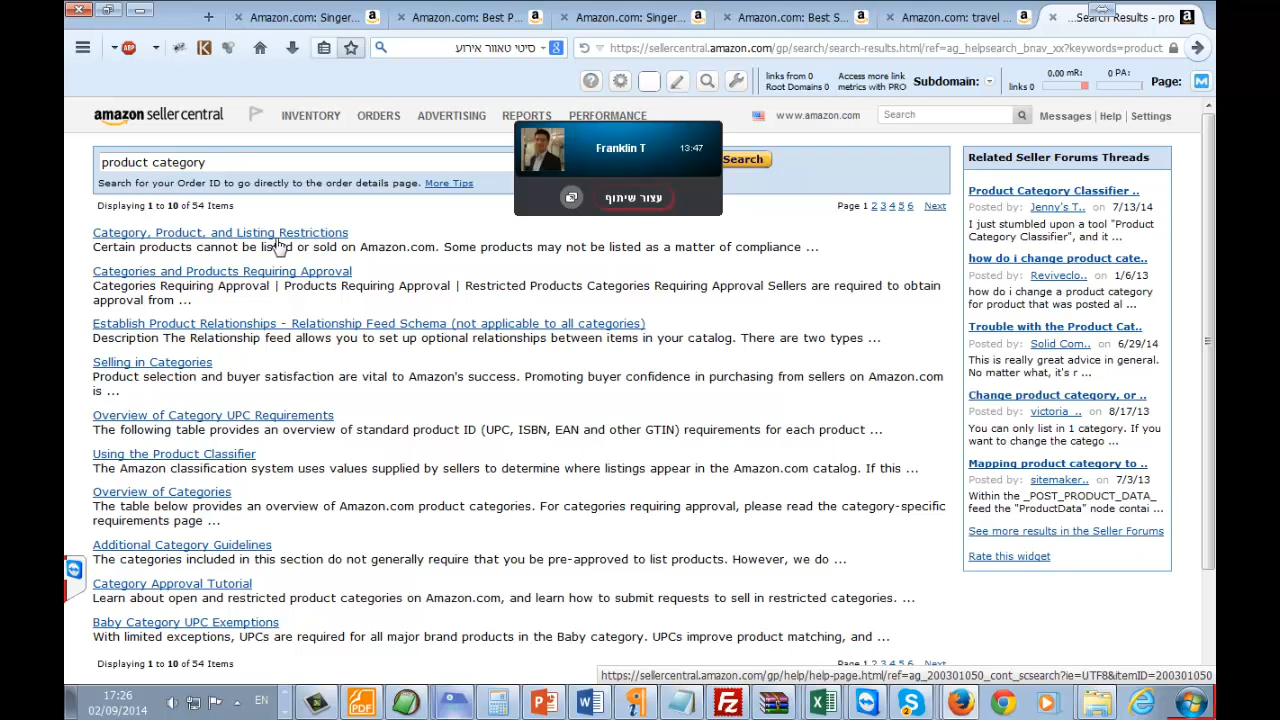 Amazon.com: Singer...
Amazon.com: Best P...
Amazon.com: Singer...
Amazon.com: Best S...
Amazon.com: travel ...
...Search Results - pro
ABP
סיטי טאוור אירוע
https://sellercentral.amazon.com/gp/search/search-results.html/ref=ag_helpsearch_bnav_xx?keywords=product
links from 0
Root Domains 0
Access more link
metrics with PRO
Subdomain:
links 0
0.00 mR:
0 PA:
Page:
amazon seller central
INVENTORY
ORDERS
ADVERTISING
REPORTS
PERFORMANCE
www.amazon.com
Search
Messages | Help | Settings
product category
Search
Search for your Order ID to go directly to the order details page. More Tips
Franklin T
13:47
עצור שיתוף
Displaying 1 to 10 of 54 Items
Page 1 2 3 4 5 6 Next
Category, Product, and Listing Restrictions
Certain products cannot be listed or sold on Amazon.com. Some products may not be listed as a matter of compliance ...
Categories and Products Requiring Approval
Categories Requiring Approval | Products Requiring Approval | Restricted Products Categories Requiring Approval Sellers are required to obtain
approval from ...
Establish Product Relationships - Relationship Feed Schema (not applicable to all categories)
Description The Relationship feed allows you to set up optional relationships between items in your catalog. There are two types ...
Selling in Categories
Product selection and buyer satisfaction are vital to Amazon's success. Promoting buyer confidence in purchasing from sellers on Amazon.com
is ...
Overview of Category UPC Requirements
The following table provides an overview of standard product ID (UPC, ISBN, EAN and other GTIN) requirements for each product ...
Using the Product Classifier
The Amazon classification system uses values supplied by sellers to determine where listings appear in the Amazon.com catalog. If this ...
Overview of Categories
The table below provides an overview of Amazon.com product categories. For categories requiring approval, please read the category-specific
requirements page ...
Additional Category Guidelines
The categories included in this section do not generally require that you be pre-approved to list products. However, we do ...
Category Approval Tutorial
Learn about open and restricted product categories on Amazon.com, and learn how to submit requests to sell in restricted categories. ...
Baby Category UPC Exemptions
With limited exceptions, UPCs are required for all major brand products in the Baby category. UPCs improve product matching, and ...
Displaying 1 to 10 of 54 Items
Page 1 2 3 4 5 6 Next
Related Seller Forums Threads
Product Category Classifier ..
Posted by: Jenny's T.. on 7/13/14
I just stumbled upon a tool "Product
Category Classifier", and it ...
how do i change product cate..
Posted by: Reviveclo.. on 1/6/13
how do i change a product category
for product that was posted al ...
Trouble with the Product Cat..
Posted by: Solid Com.. on 6/29/14
This is really great advice in general.
No matter what, it's r ...
Change product category, or ..
Posted by: victoria_.. on 8/17/13
You can only list in 1 category. If you
want to change the catego ...
Mapping product category to ..
Posted by: sitemaker.. on 7/3/13
Within the _POST_PRODUCT_DATA_
feed the "ProductData" node contai ...
See more results in the Seller Forums
Rate this widget
https://sellercentral.amazon.com/gp/help/help-page.html/ref=ag_200301050_cont_scsearch?ie=UTF8&itemID=200301050
17:26
02/09/2014
EN
PDF